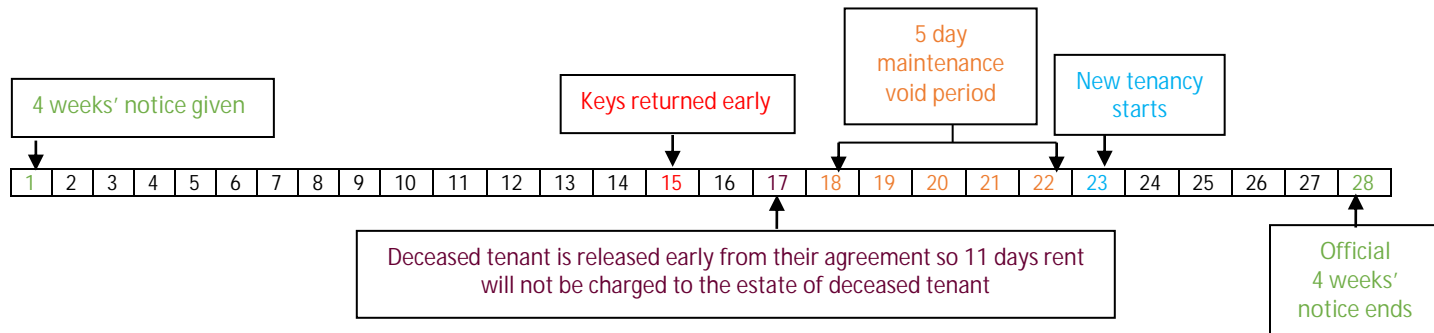 5 day
maintenance
void period
4 weeks’ notice given
Keys returned early
New tenancy
starts
1 2 3 4 5 6 7 8 9 10 11 12 13 14 15 16 17 18 19 20 21 22 23 24 25 26 27 28
Deceased tenant is released early from their agreement so 11 days rent
will not be charged to the estate of deceased tenant
Official
4 weeks’
notice ends